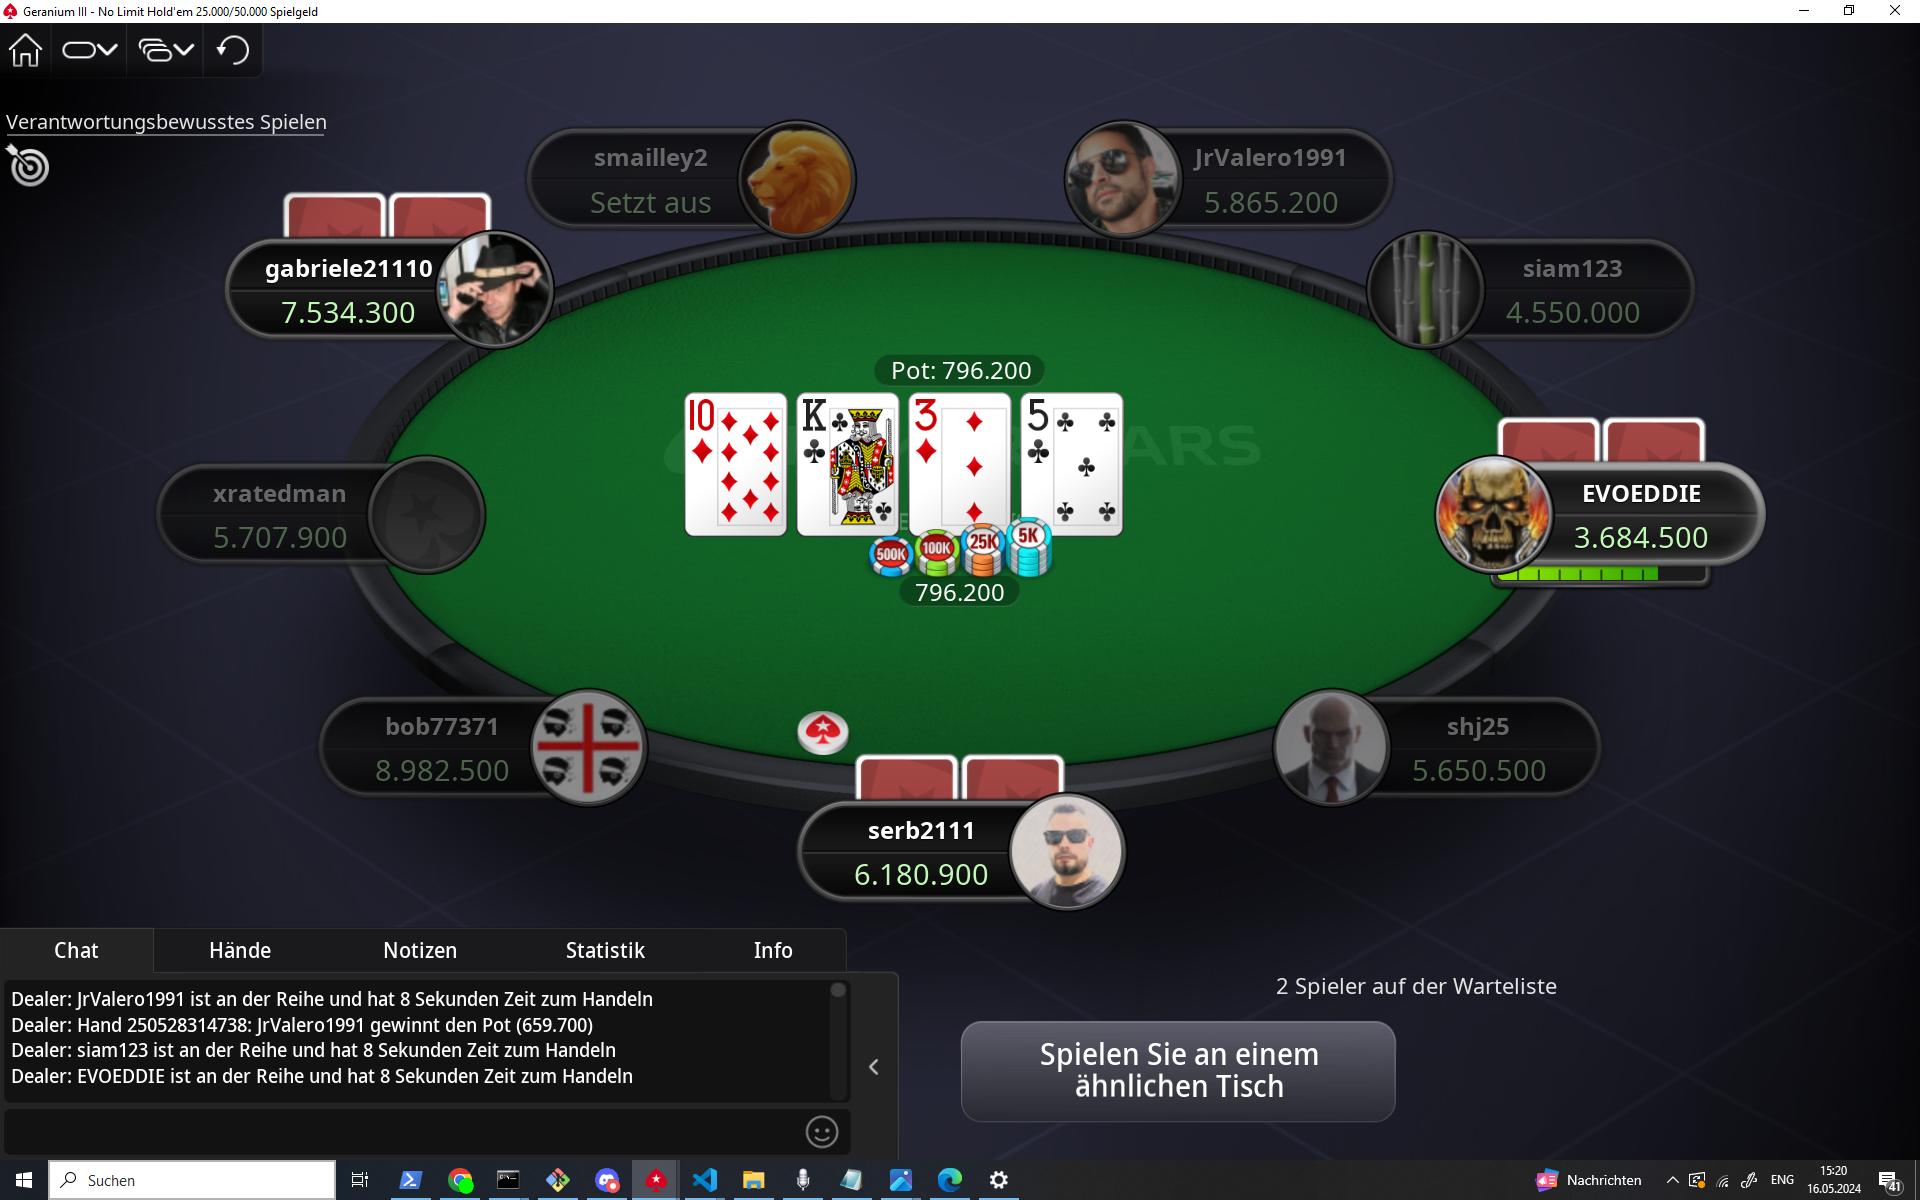 Geranium III - No Limit Hold'em 25.000/50.000 Spielgeld
Verantwortungsbewusstes Spielen
smailley2
Setzt aus
JrValero1991
5.865.200
gabriele21110
7.534.300
siam123
4.550.000
Pot: 796.200
10
K
3
5
ARS
xratedman
5.707.900
EVOEDDIE
3.684.500
500K
100K
25K
5K
796.200
bob77371
8.982.500
shj25
5.650.500
serb2111
6.180.900
Chat
Hände
Notizen
Statistik
Info
Dealer: JrValero1991 ist an der Reihe und hat 8 Sekunden Zeit zum Handeln
Dealer: Hand 250528314738: JrValero1991 gewinnt den Pot (659.700)
Dealer: siam123 ist an der Reihe und hat 8 Sekunden Zeit zum Handeln
Dealer: EVOEDDIE ist an der Reihe und hat 8 Sekunden Zeit zum Handeln
2 Spieler auf der Warteliste
Spielen Sie an einem
ähnlichen Tisch
Suchen
Nachrichten
ENG
15:20
16.05.2024
41